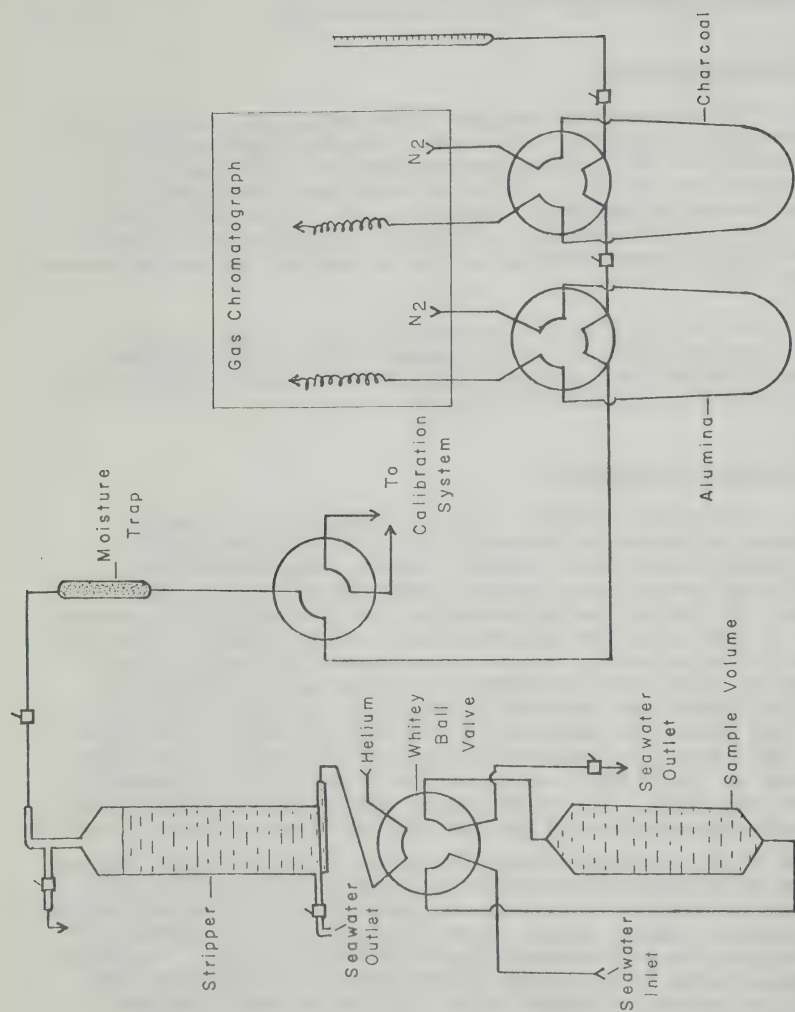 Gas Chromatograph
N2
N2
Charcoal
Alumina
Moisture
Trap
To
Calibration
System
Helium
Whitey
Ball
Valve
Seawater
Outlet
Sample Volume
Stripper
Seawater
Outlet
Seawater
Inlet